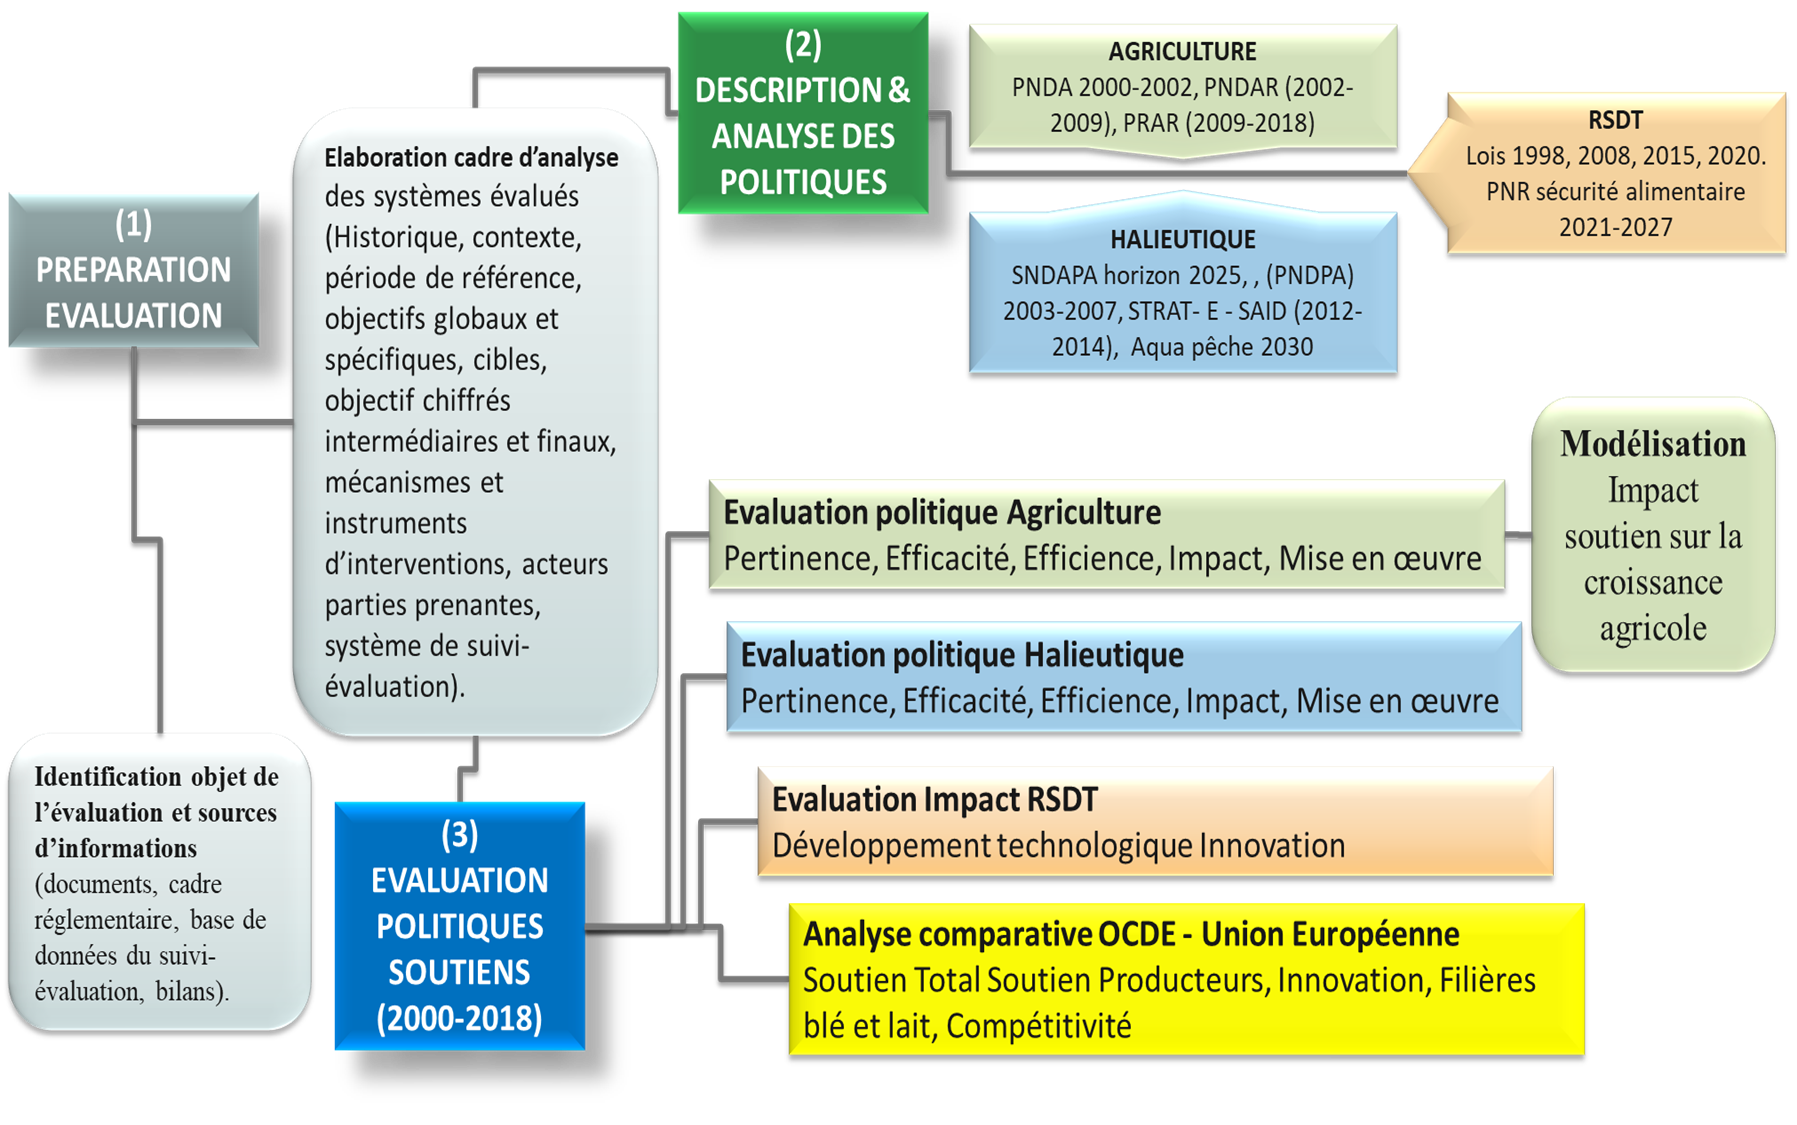 (1)
PREPARATION
EVALUATION
Elaboration cadre d’analyse
des systèmes évalués
(Historique, contexte,
période de référence,
objectifs globaux et
spécifiques, cibles,
objectif chiffrés
intermédiaires et finaux,
mécanismes et
instruments
d’interventions, acteurs
parties prenantes,
système de suivi-
évaluation).
Identification objet de
l’évaluation et sources
d’informations
(documents, cadre
réglementaire, base de
données du suivi-
évaluation, bilans).
(2)
DESCRIPTION &
ANALYSE DES
POLITIQUES
AGRICULTURE
PNDA 2000-2002, PNDAR (2002-
2009), PRAR (2009-2018)
HALIEUTIQUE
SNDAPA horizon 2025, , (PNDPA)
2003-2007, STRAT- E - SAID (2012-
2014), Aqua pêche 2030
RSDT
Lois 1998, 2008, 2015, 2020.
PNR sécurité alimentaire
2021-2027
(3)
EVALUATION
POLITIQUES
SOUTIENS
(2000-2018)
Evaluation politique Agriculture
Pertinence, Efficacité, Efficience, Impact, Mise en œuvre
Modélisation
Impact
soutien sur la
croissance
agricole
Evaluation politique Halieutique
Pertinence, Efficacité, Efficience, Impact, Mise en œuvre
Evaluation Impact RSDT
Développement technologique Innovation
Analyse comparative OCDE - Union Européenne
Soutien Total Soutien Producteurs, Innovation, Filières
blé et lait, Compétitivité